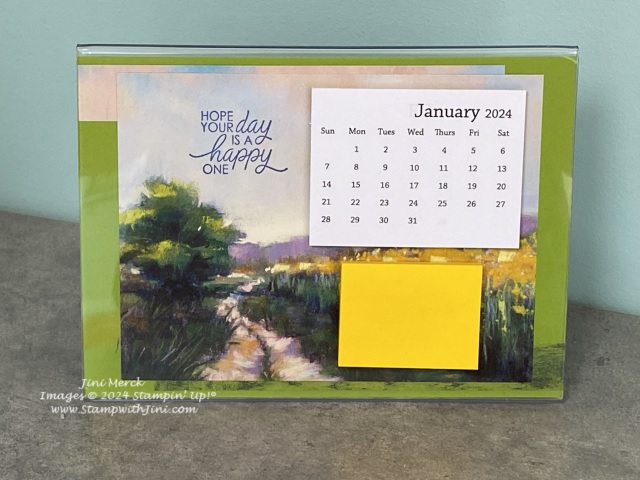 HOPE
YOUR day
IS A
happy
ONE
January 2024
Sun Mon Tues Wed Thurs Fri Sat
1 2 3 4 5 6
7 8 9 10 11 12 13
14 15 16 17 18 19 20
21 22 23 24 25 26 27
28 29 30 31
Jini Merck
Images © 2024 Stampin' Up!®
www.StampwithJini.com